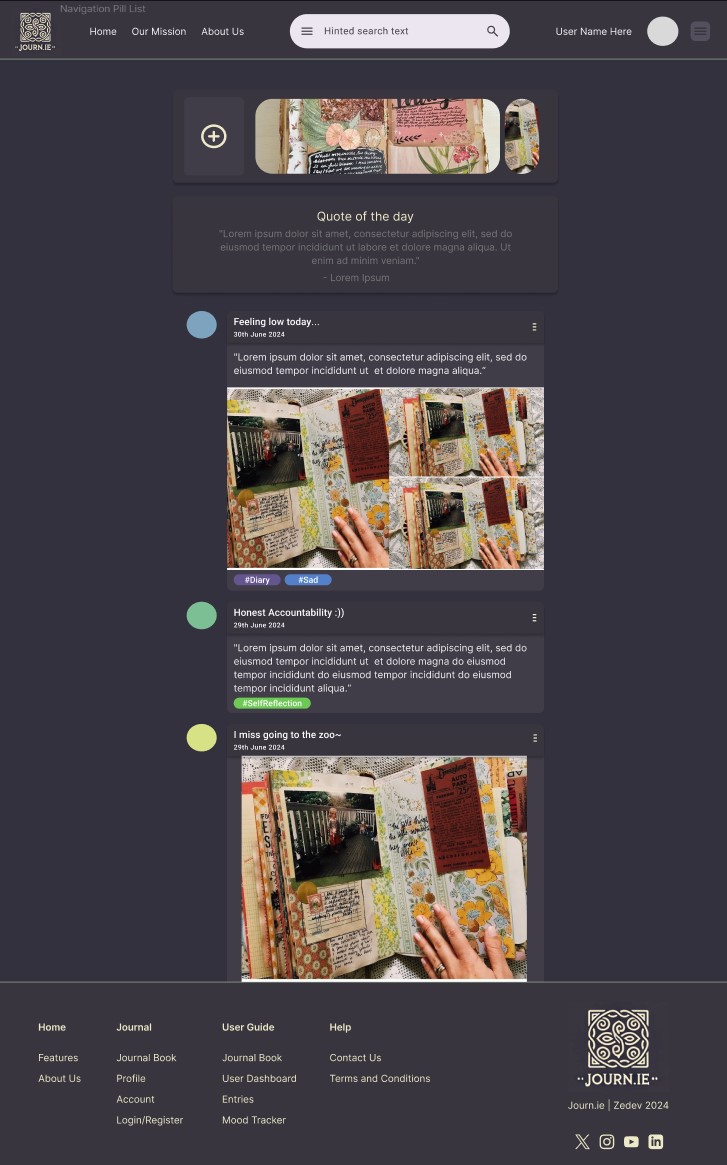 Navigation Pill List
JOURN.IE
Home Our Mission About Us
Hinted search text
User Name Here
Quote of the day
"Lorem ipsum dolor sit amet, consectetur adipiscing elit, sed do
eiusmod tempor incididunt ut labore et dolore magna aliqua. Ut
enim ad minim veniam."
- Lorem Ipsum
Feeling low today...
30th June 2024
"Lorem ipsum dolor sit amet, consectetur adipiscing elit, sed do
eiusmod tempor incididunt ut et dolore magna aliqua."
#Diary #Sad
Honest Accountability :))
29th June 2024
"Lorem ipsum dolor sit amet, consectetur adipiscing elit, sed do
eiusmod tempor incididunt ut et dolore magna do eiusmod
tempor incididunt do eiusmod tempor incididunt do eiusmod
tempor incididunt aliqua."
#SelfReflection
I miss going to the zoo~
29th June 2024
Disneyland
AUTO
PARK
Home Journal User Guide Help
Features Journal Book Journal Book Contact Us
About Us Profile User Dashboard Terms and Conditions
Account Entries
Login/Register Mood Tracker
JOURN.IE
Journ.ie | Zedev 2024